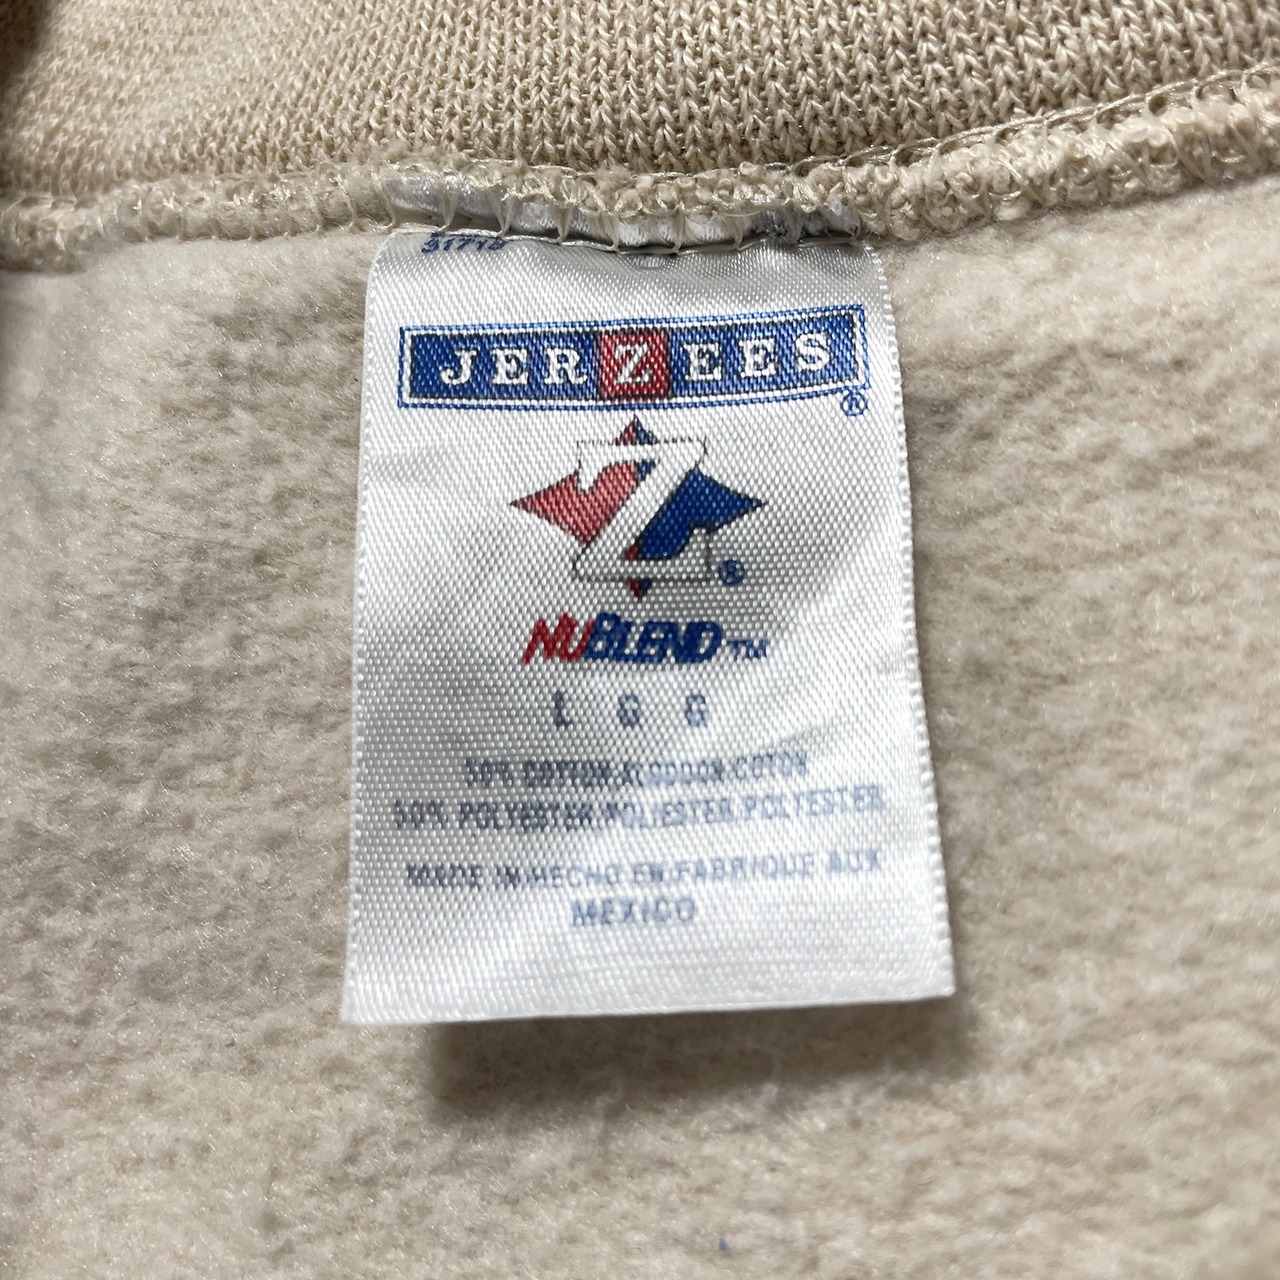 JERZEES®
Z®
NUBLEND™
L G G
50% COTTON/ALGODON/COTON
50% POLYESTER/POLIESTER/POLYESTER
MADE IN/HECHO EN/FABRIQUE AUX
MEXICO